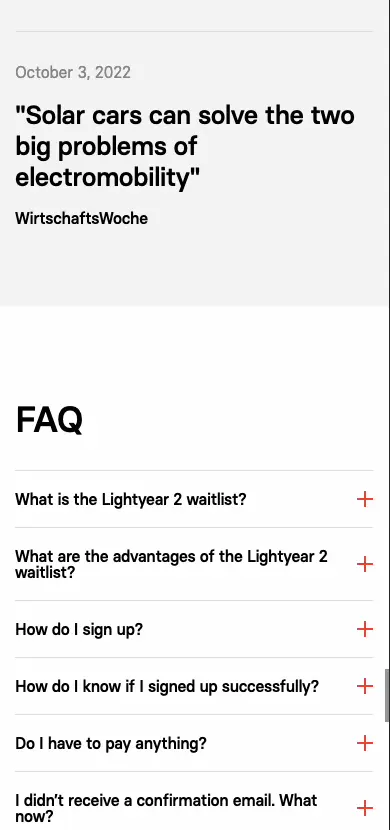 October 3, 2022
"Solar cars can solve the two
big problems of
electromobility"
WirtschaftsWoche
FAQ
What is the Lightyear 2 waitlist?
What are the advantages of the Lightyear 2
waitlist?
How do I sign up?
How do I know if I signed up successfully?
Do I have to pay anything?
I didn’t receive a confirmation email. What
now?